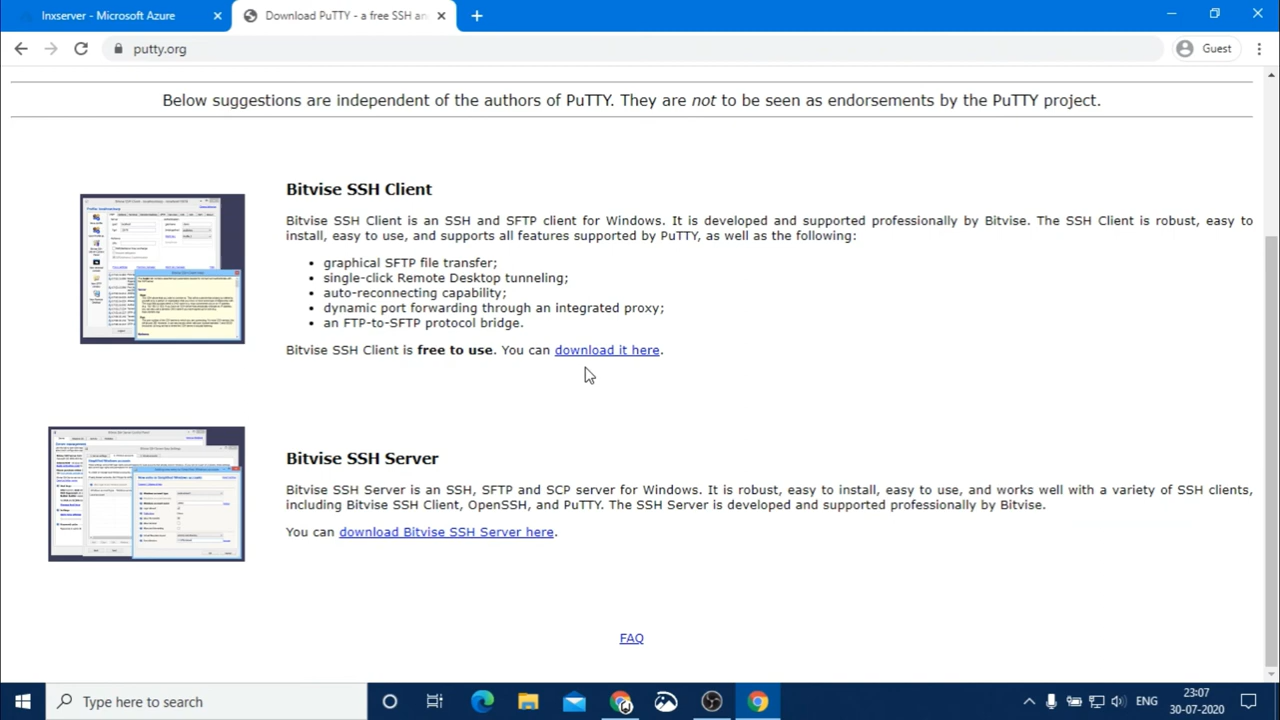 lnxserver - Microsoft Azure
Download PuTTY - a free SSH an
putty.org
Guest
Below suggestions are independent of the authors of PuTTY. They are not to be seen as endorsements by the PuTTY project.
Bitvise SSH Client
Bitvise SSH Client is an SSH and SFTP client for Windows. It is developed and supported professionally by Bitvise. The SSH Client is robust, easy to
install, easy to use, and supports all features supported by PuTTY, as well as the following:
• graphical SFTP file transfer;
• single-click Remote Desktop tunneling;
• auto-reconnecting capability;
• dynamic port forwarding through an integrated proxy;
• an FTP-to-SFTP protocol bridge.
Bitvise SSH Client is free to use. You can download it here.
Bitvise SSH Server
Bitvise SSH Server is an SSH, SFTP and SCP server for Windows. It is robust, easy to install, easy to use, and works well with a variety of SSH clients,
including Bitvise SSH Client, OpenSSH, and PuTTY. The SSH Server is developed and supported professionally by Bitvise.
You can download Bitvise SSH Server here.
FAQ
Type here to search
ENG
23:07
30-07-2020